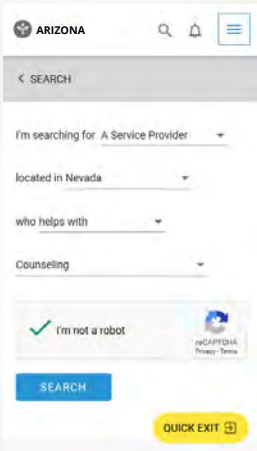 ARIZONA
< SEARCH
I'm searching for A Service Provider
located in Nevada
who helps with
Counseling
I'm not a robot
reCAPTCHA
Privacy - Terms
SEARCH
QUICK EXIT